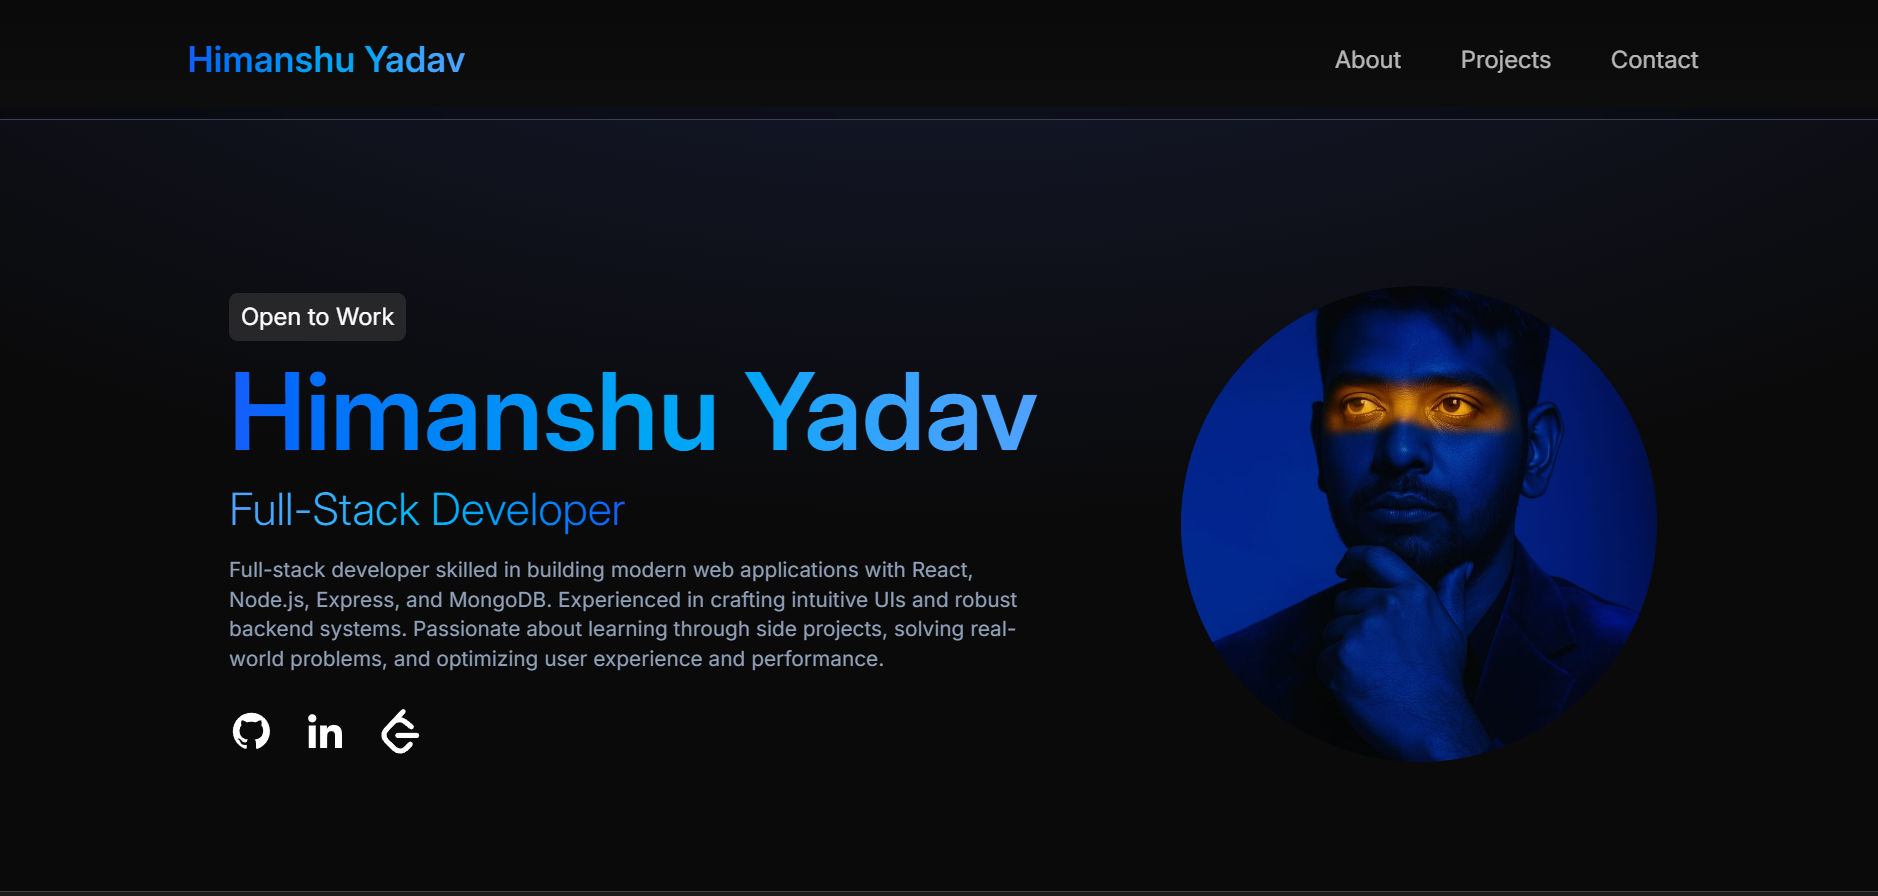 Himanshu Yadav
About
Projects
Contact
Open to Work
Himanshu Yadav
Full-Stack Developer
Full-stack developer skilled in building modern web applications with React,
Node.js, Express, and MongoDB. Experienced in crafting intuitive UIs and robust
backend systems. Passionate about learning through side projects, solving real-
world problems, and optimizing user experience and performance.
in